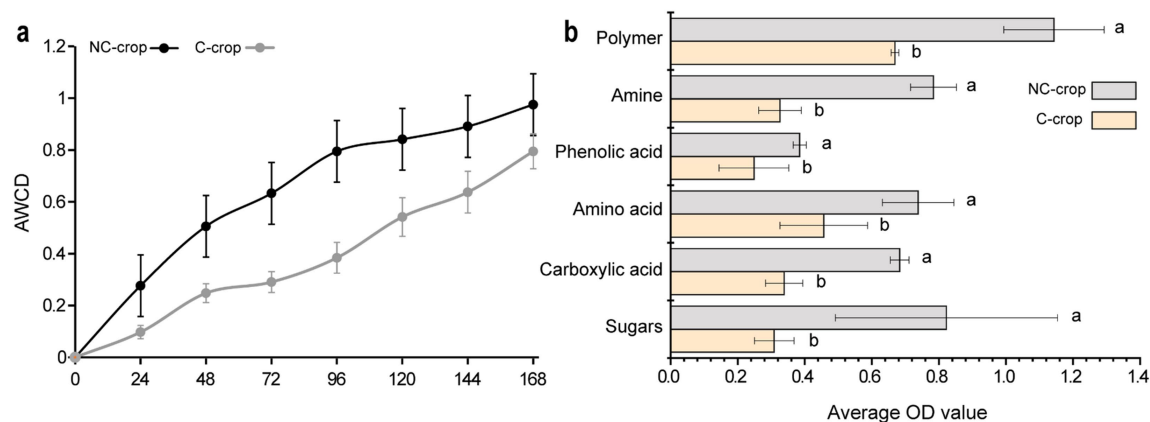 a
NC-crop C-crop
AWCD
1.2
1
0.8
0.6
0.4
0.2
0
0 24 48 72 96 120 144 168
b
Polymer
a
b
Amine
a
b
Phenolic acid
a
b
Amino acid
a
b
Carboxylic acid
a
b
Sugars
a
b
NC-crop
C-crop
0.0 0.2 0.4 0.6 0.8 1.0 1.2 1.4
Average OD value